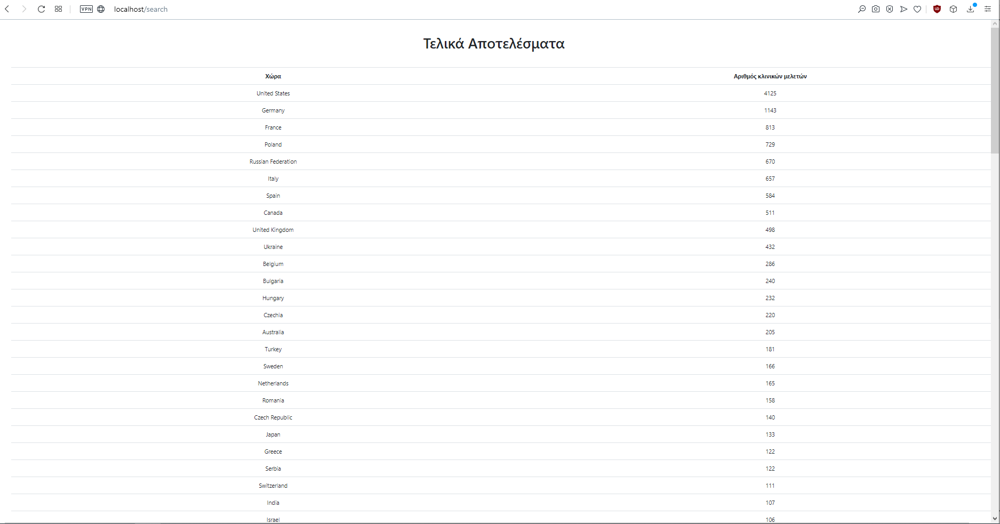 VPN localhost/search
Τελικά Αποτελέσματα
Χώρα Αριθμός κλινικών μελετών
United States 4125
Germany 1143
France 813
Poland 729
Russian Federation 670
Italy 657
Spain 584
Canada 511
United Kingdom 498
Ukraine 432
Belgium 286
Bulgaria 240
Hungary 232
Czechia 220
Australia 205
Turkey 181
Sweden 166
Netherlands 165
Romania 158
Czech Republic 140
Japan 133
Greece 122
Serbia 122
Switzerland 111
India 107
Israel 106